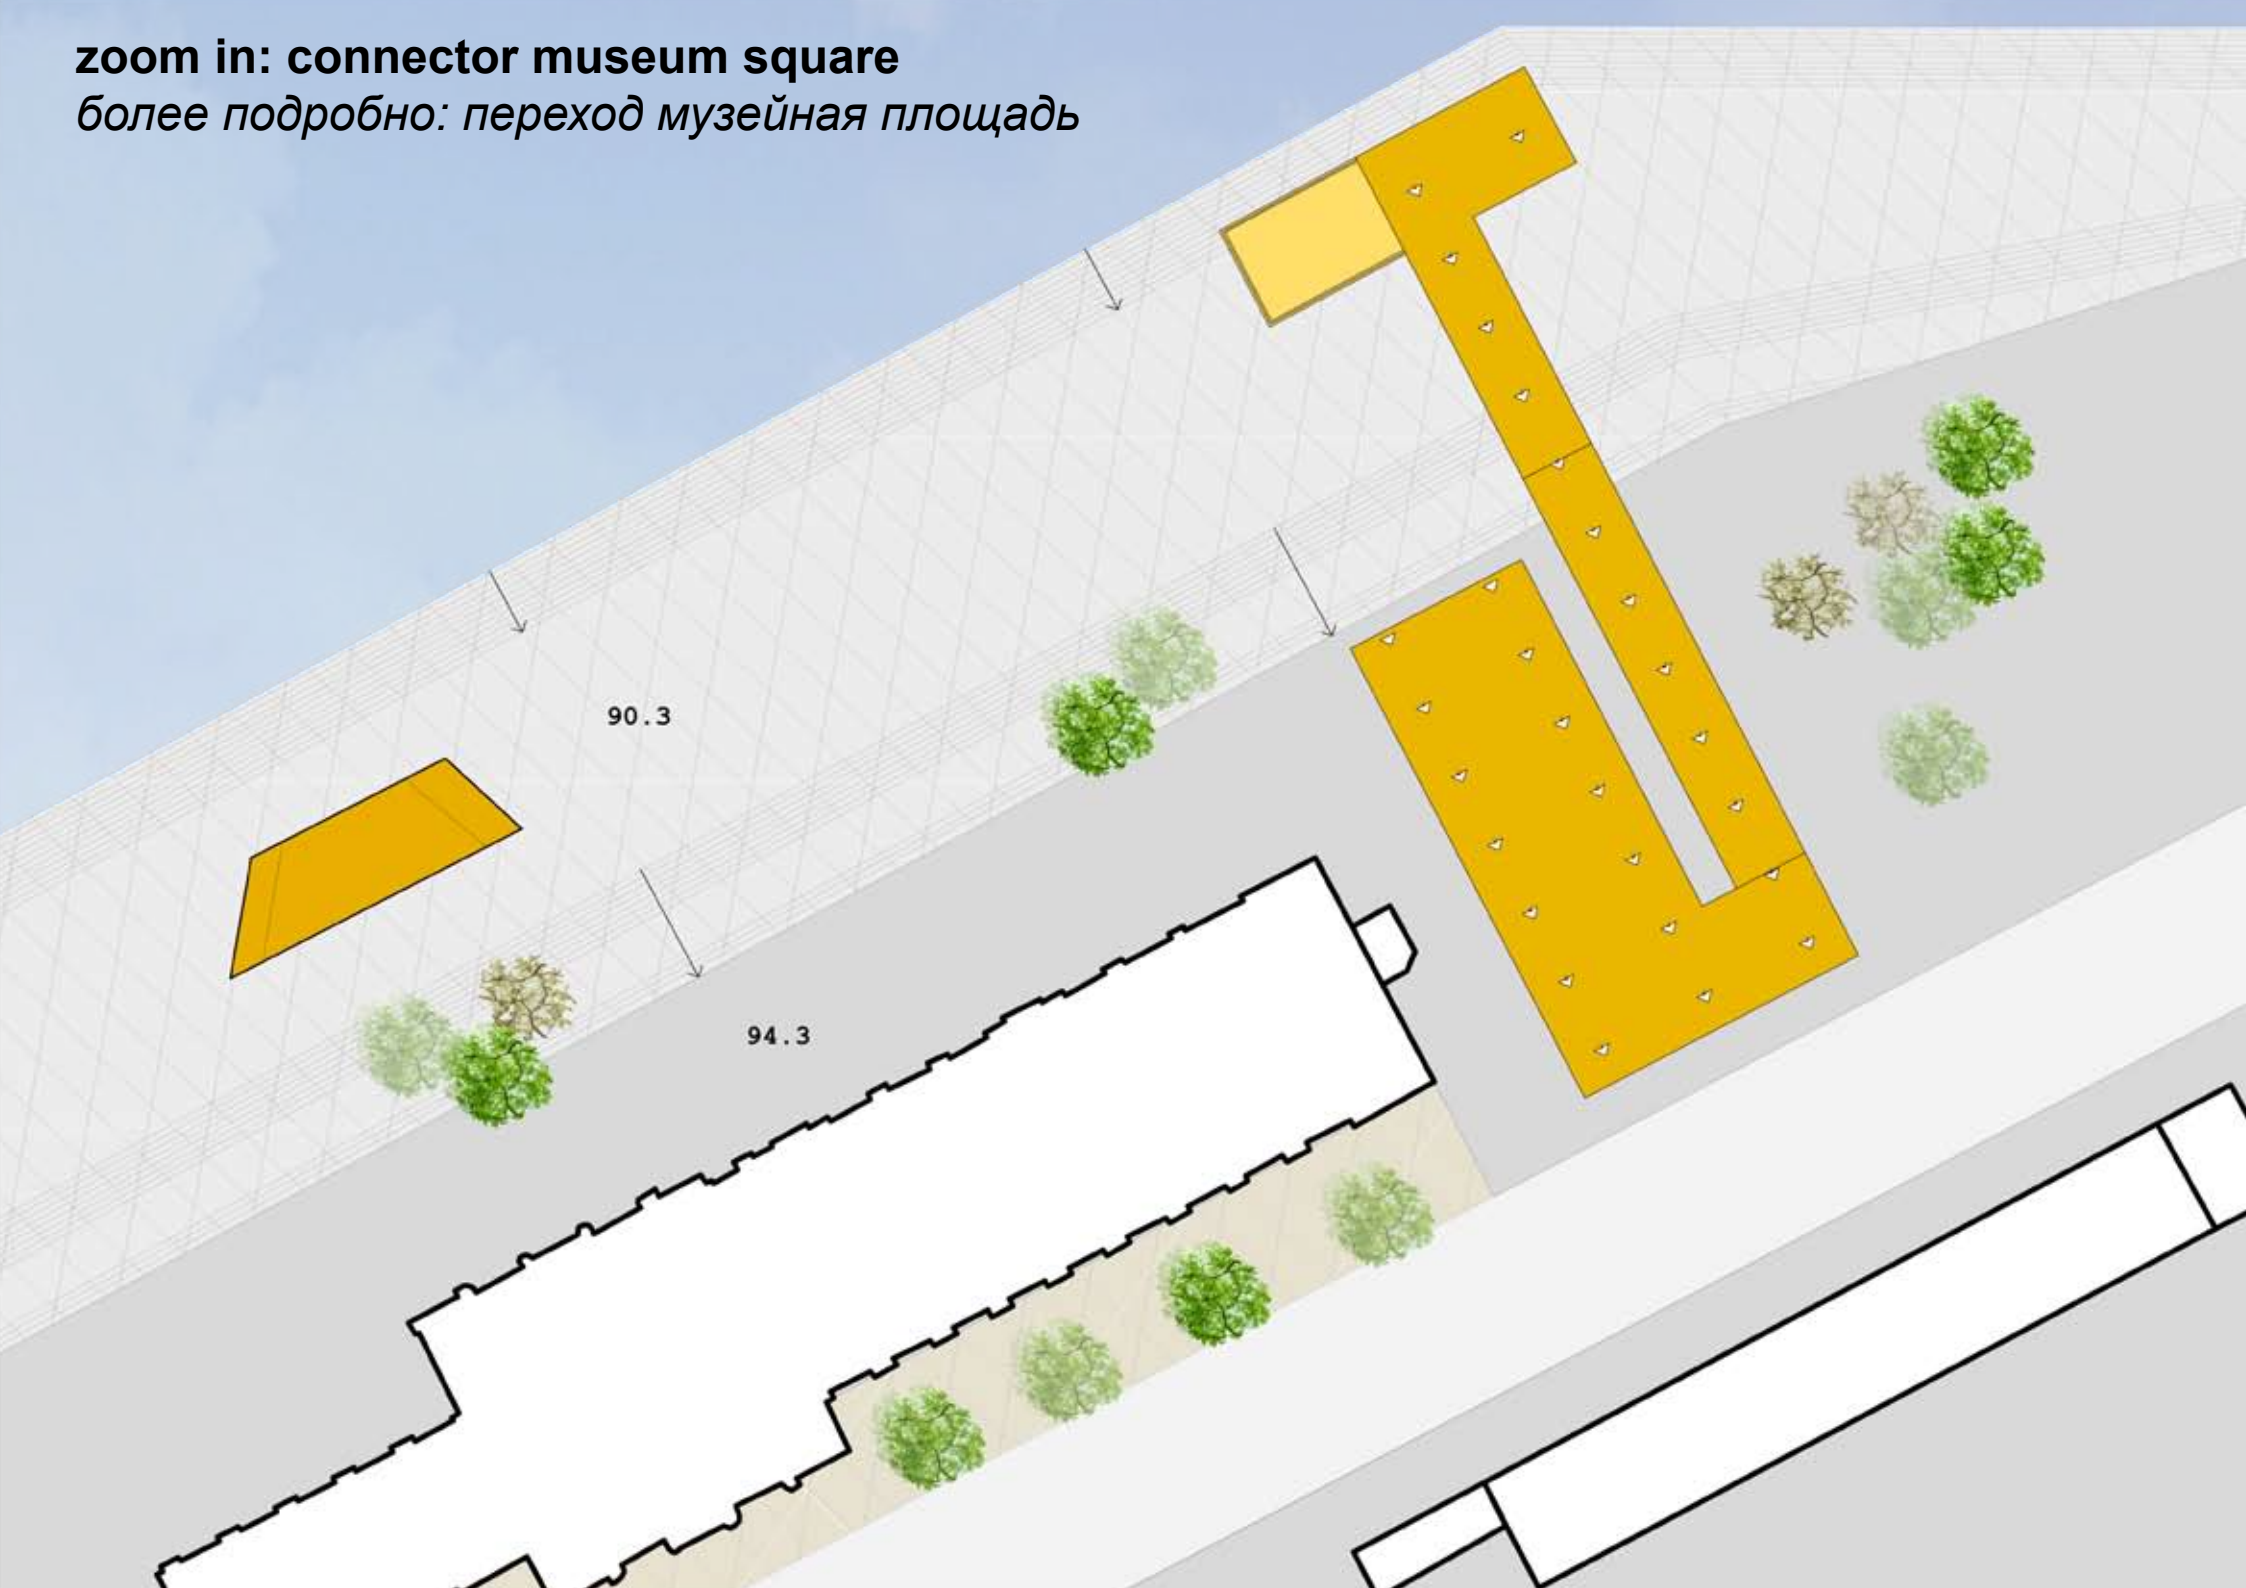 zoom in: connector museum square
более подробно: переход музейная площадь
90.3
94.3